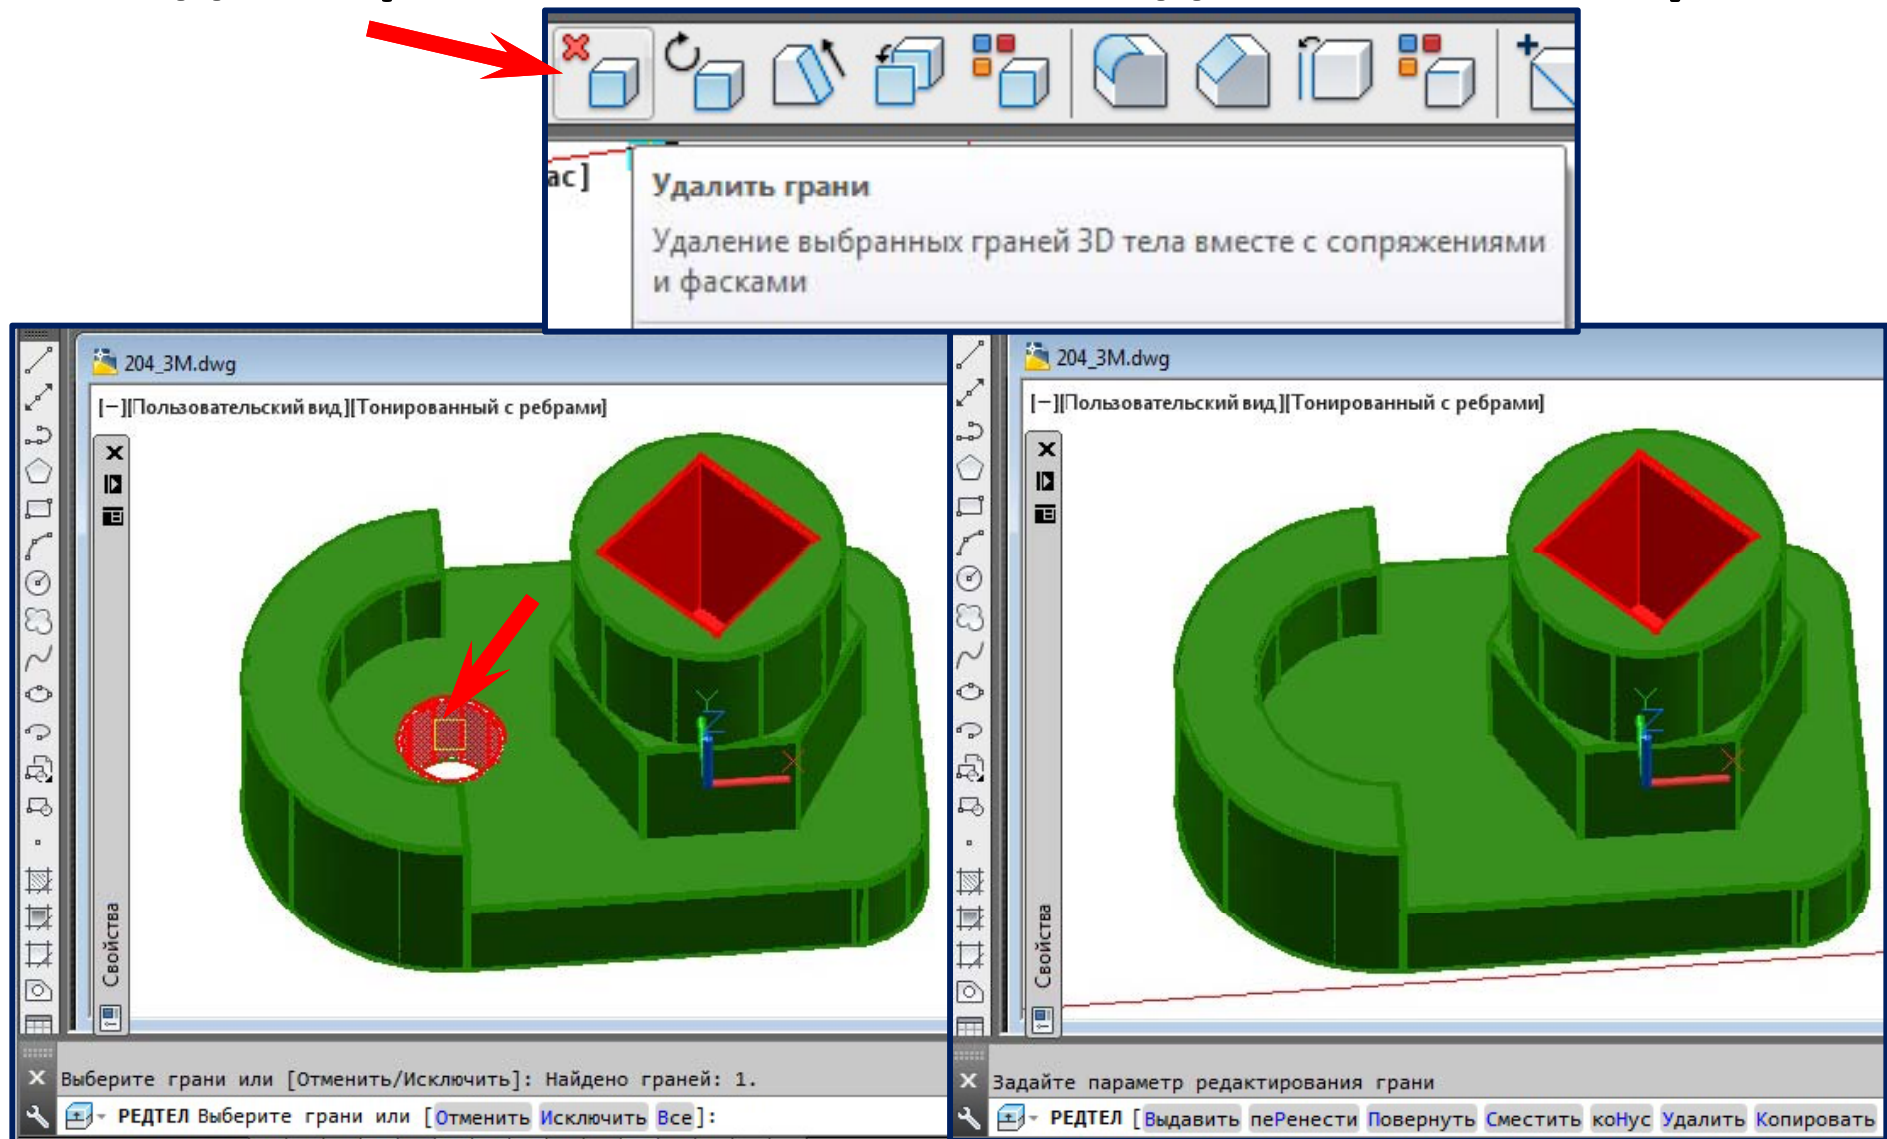 ас]
Удалить грани
Удаление выбранных граней 3D тела вместе с сопряжениями
и фасками
204_3M.dwg
[−][Пользовательский вид][Тонированный с ребрами]
Свойства
Y
Z
X
Выберите грани или [Отменить/Исключить]: Найдено граней: 1.
РЕДТЕЛ Выберите грани или [Отменить Исключить Все]:
204_3M.dwg
[−][Пользовательский вид][Тонированный с ребрами]
Свойства
Y
Z
X
Задайте параметр редактирования грани
РЕДТЕЛ [Выдавить пеРенести Повернуть Сместить коНус Удалить Копировать